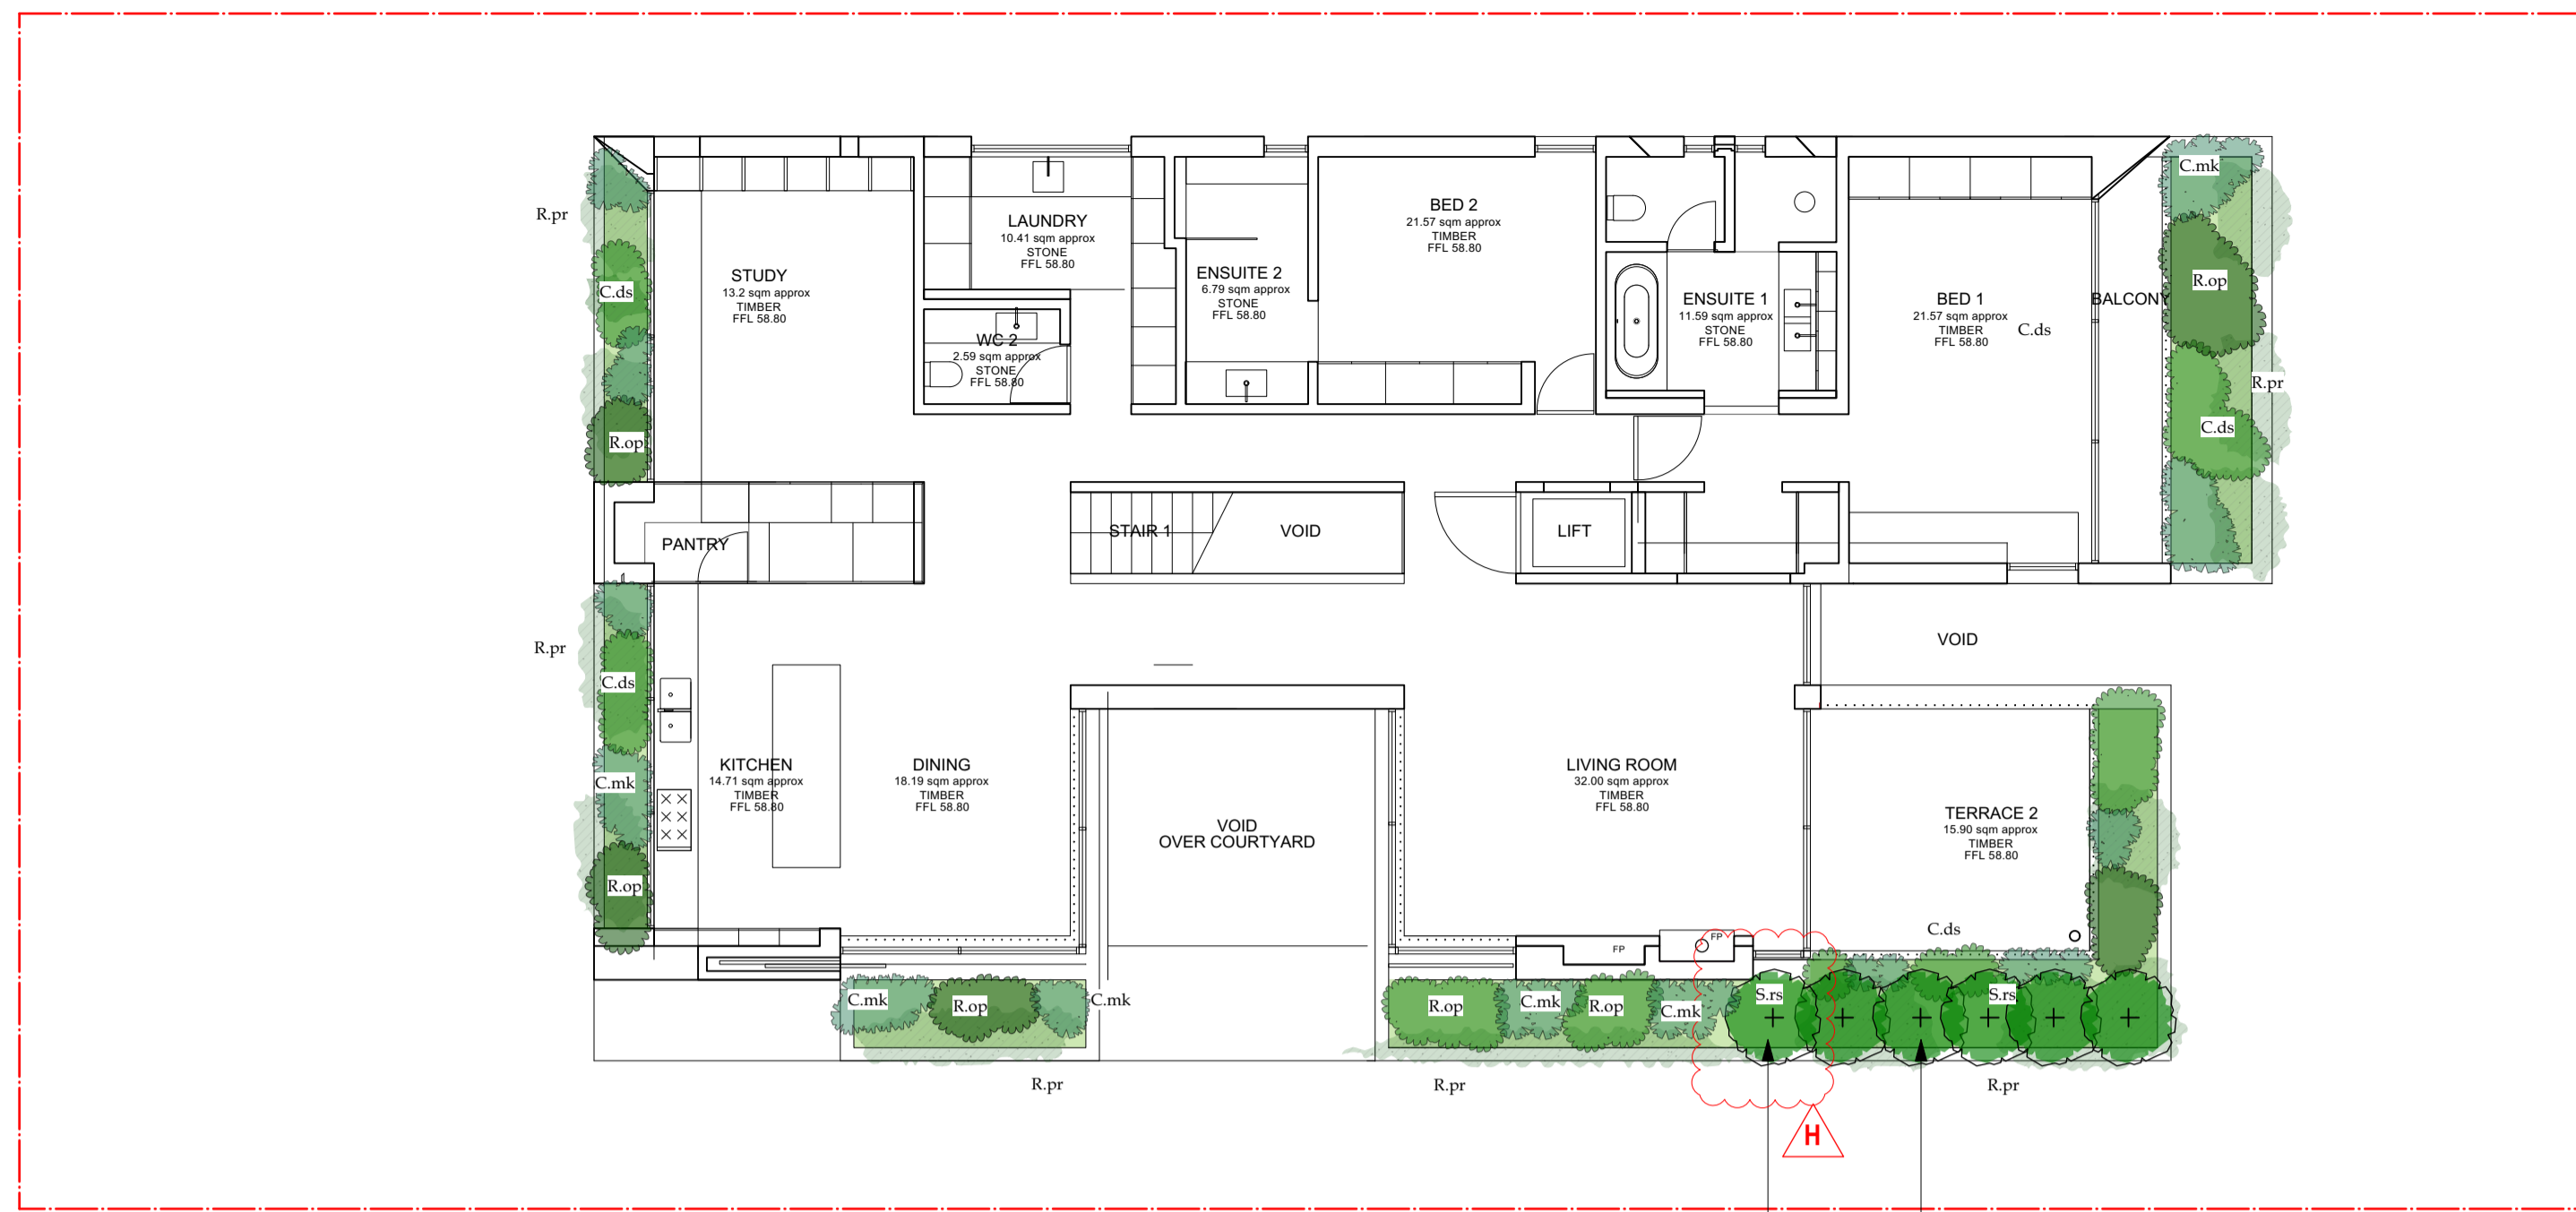 C.mk
R.pr
STUDY
13.2 sqm approx
TIMBER
FFL 58.80
LAUNDRY
10.41 sqm approx
STONE
FFL 58.80
ENSUITE 2
6.79 sqm approx
STONE
FFL 58.80
BED 2
21.57 sqm approx
TIMBER
FFL 58.80
ENSUITE 1
11.59 sqm approx
STONE
FFL 58.80
BED 1
21.57 sqm approx
TIMBER
FFL 58.80
C.ds
BALCONY
R.op
R.pr
C.ds
C.ds
WC 2
2.59 sqm approx
STONE
FFL 58.80
R.op
PANTRY
STAIR 1
VOID
LIFT
VOID
R.pr
C.ds
C.mk
R.op
KITCHEN
14.71 sqm approx
TIMBER
FFL 58.80
DINING
18.19 sqm approx
TIMBER
FFL 58.80
VOID
OVER COURTYARD
LIVING ROOM
32.00 sqm approx
TIMBER
FFL 58.80
TERRACE 2
15.90 sqm approx
TIMBER
FFL 58.80
C.ds
FP
FP
C.mk
R.op
C.mk
R.op
C.mk
R.op
C.mk
S.rs
S.rs
R.pr
R.pr
R.pr
H